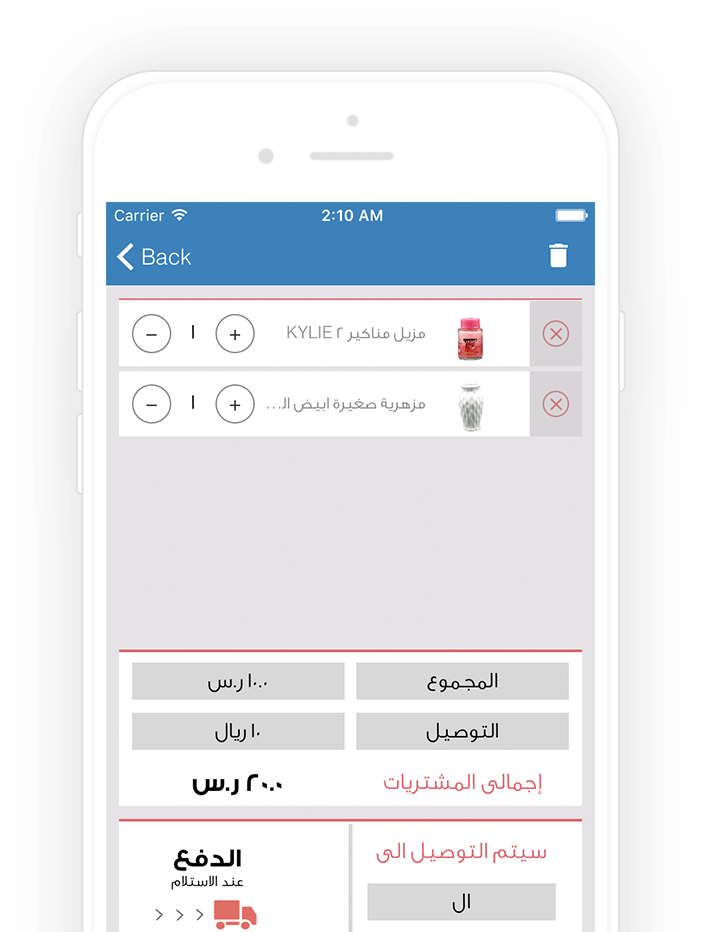 Carrier 2:10 AM
Back
مزيل مناكير ٢ KYLIE + ١ −
مزهرية صغيرة ابيض الـ... + ١ −
المجموع ١٠.٠ ر.س
التوصيل ١٠ ريال
إجمالى المشتريات ٢٠.٠ ر.س
سيتم التوصيل الى
ال
الدفع
عند الاستلام
> > >